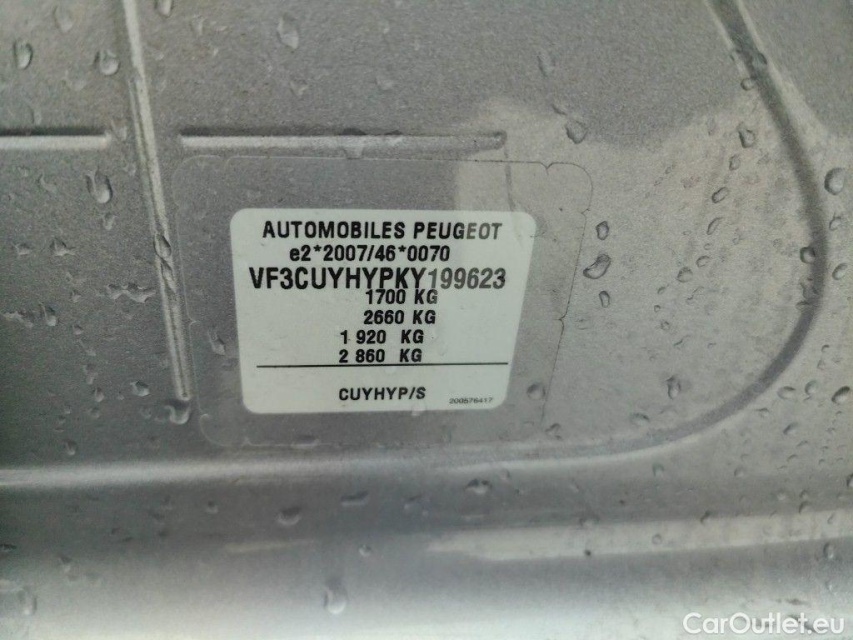 AUTOMOBILES PEUGEOT
e2*2007/46*0070
VF3CUYHYPKY199623
1700 KG
2660 KG
1 920 KG
2 860 KG
CUYHYP/S
200576417
CarOutlet.eu